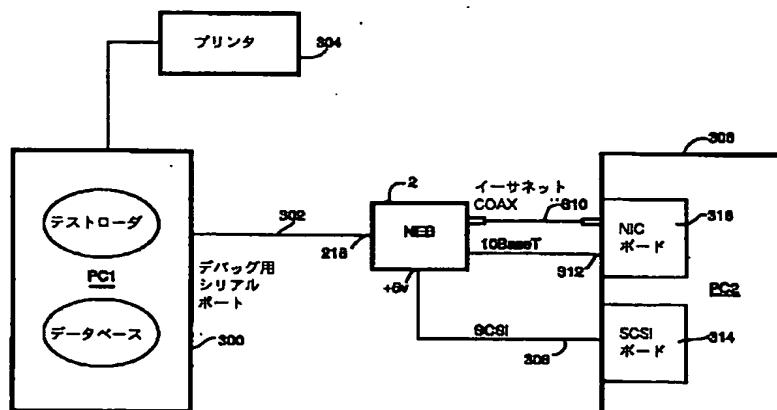 プリンタ
304
テストローダ
PC1
データベース
302
デバッグ用
シリアル
ポート
300
218
2
NEB
+5v
イーサネット
COAX
310
10BaseT
312
SCSI
308
NIC
ボード
316
PC2
SCSI
ボード
314